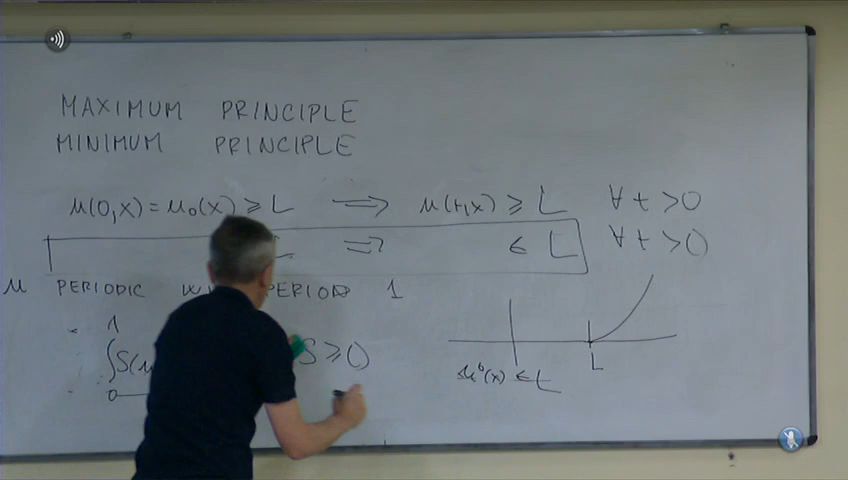 MAXIMUM PRINCIPLE
MINIMUM PRINCIPLE
u(0,x) = u₀(x) ≥ L ⟹ u(t,x) ≥ L ∀ t > 0
⟹ ≤ L ∀ t > 0
u PERIODIC PERIOD 1
1
∫S(u S ≥ 0
0
L
u⁰(x) ≤ L